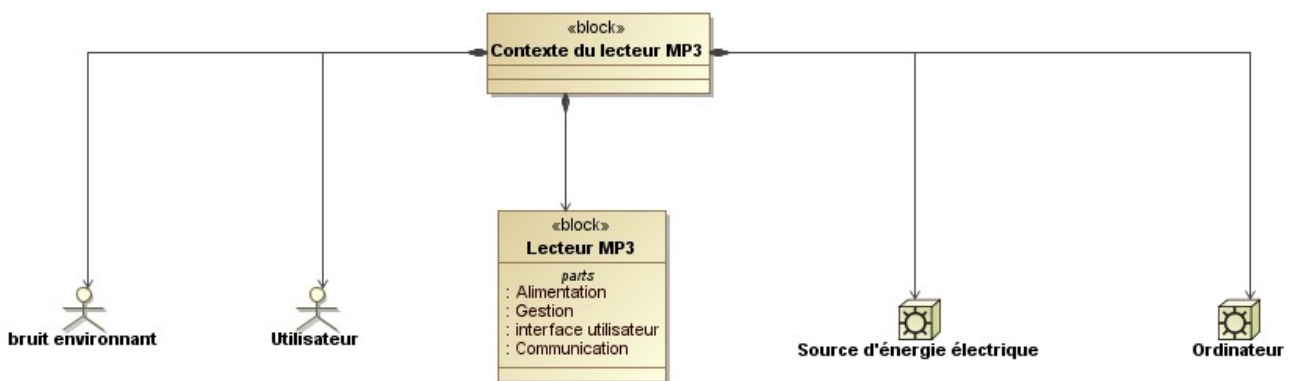 «block»
Contexte du lecteur MP3
«block»
Lecteur MP3
parts
: Alimentation
: Gestion
: interface utilisateur
: Communication
bruit environnant
Utilisateur
Source d'énergie électrique
Ordinateur